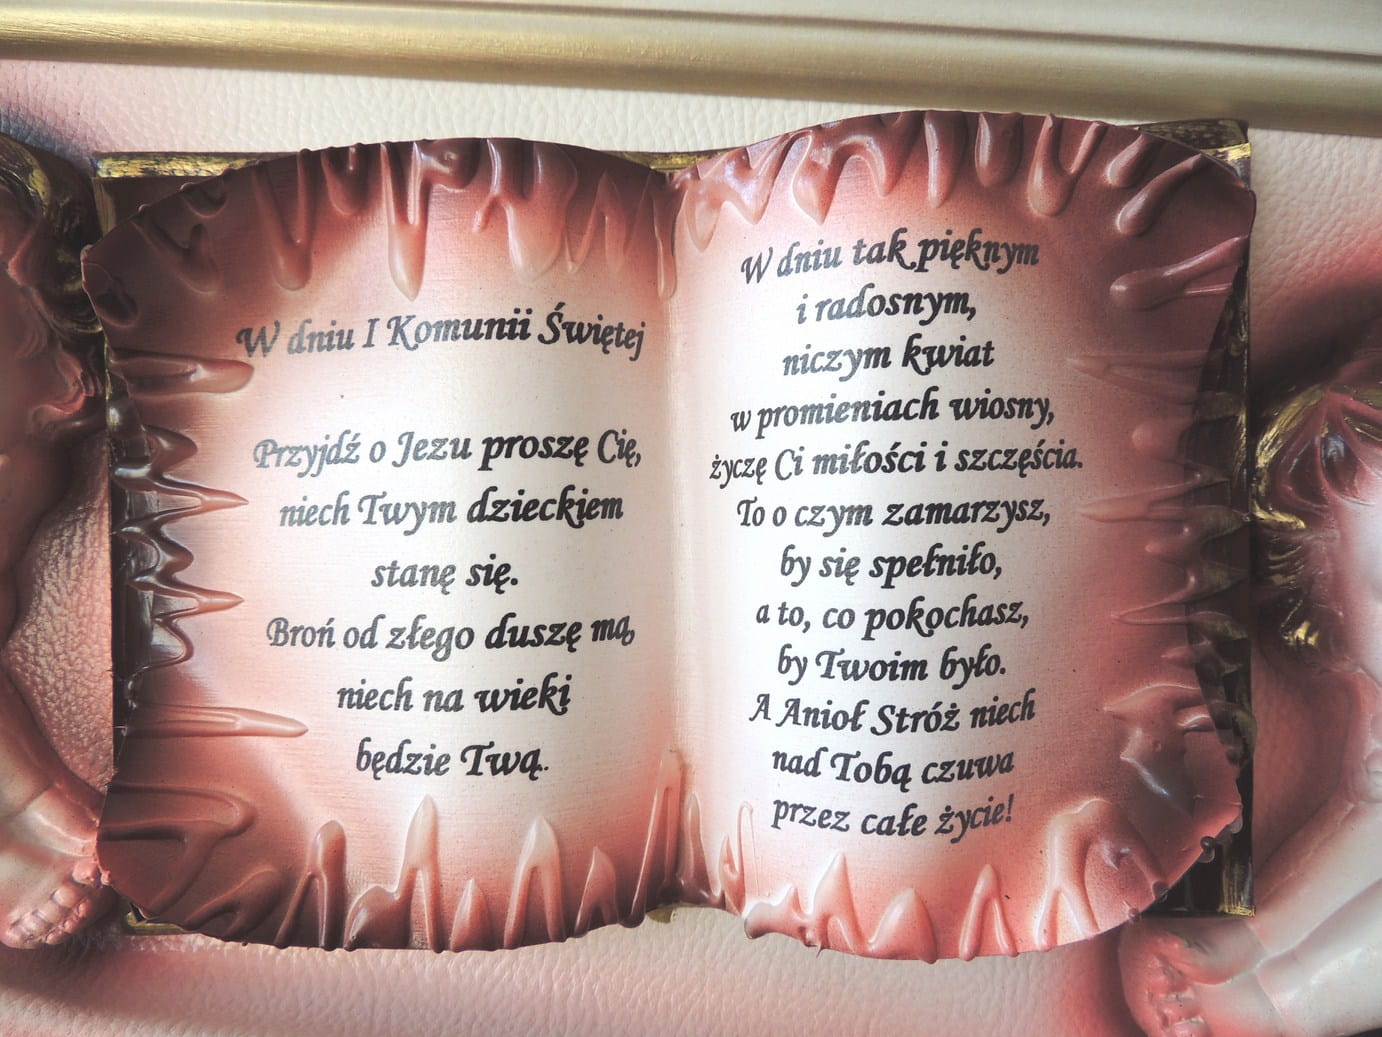 W dniu I Komunii Świętej
Przyjdź o Jezu proszę Cię,
niech Twym dzieckiem
stanę się.
Broń od złego duszę mą,
niech na wieki
będzie Twą.
W dniu tak pięknym
i radosnym,
niczym kwiat
w promieniach wiosny,
życzę Ci miłości i szczęścia.
To o czym zamarzysz,
by się spełniło,
a to, co pokochasz,
by Twoim było.
A Anioł Stróż niech
nad Tobą czuwa
przez całe życie!